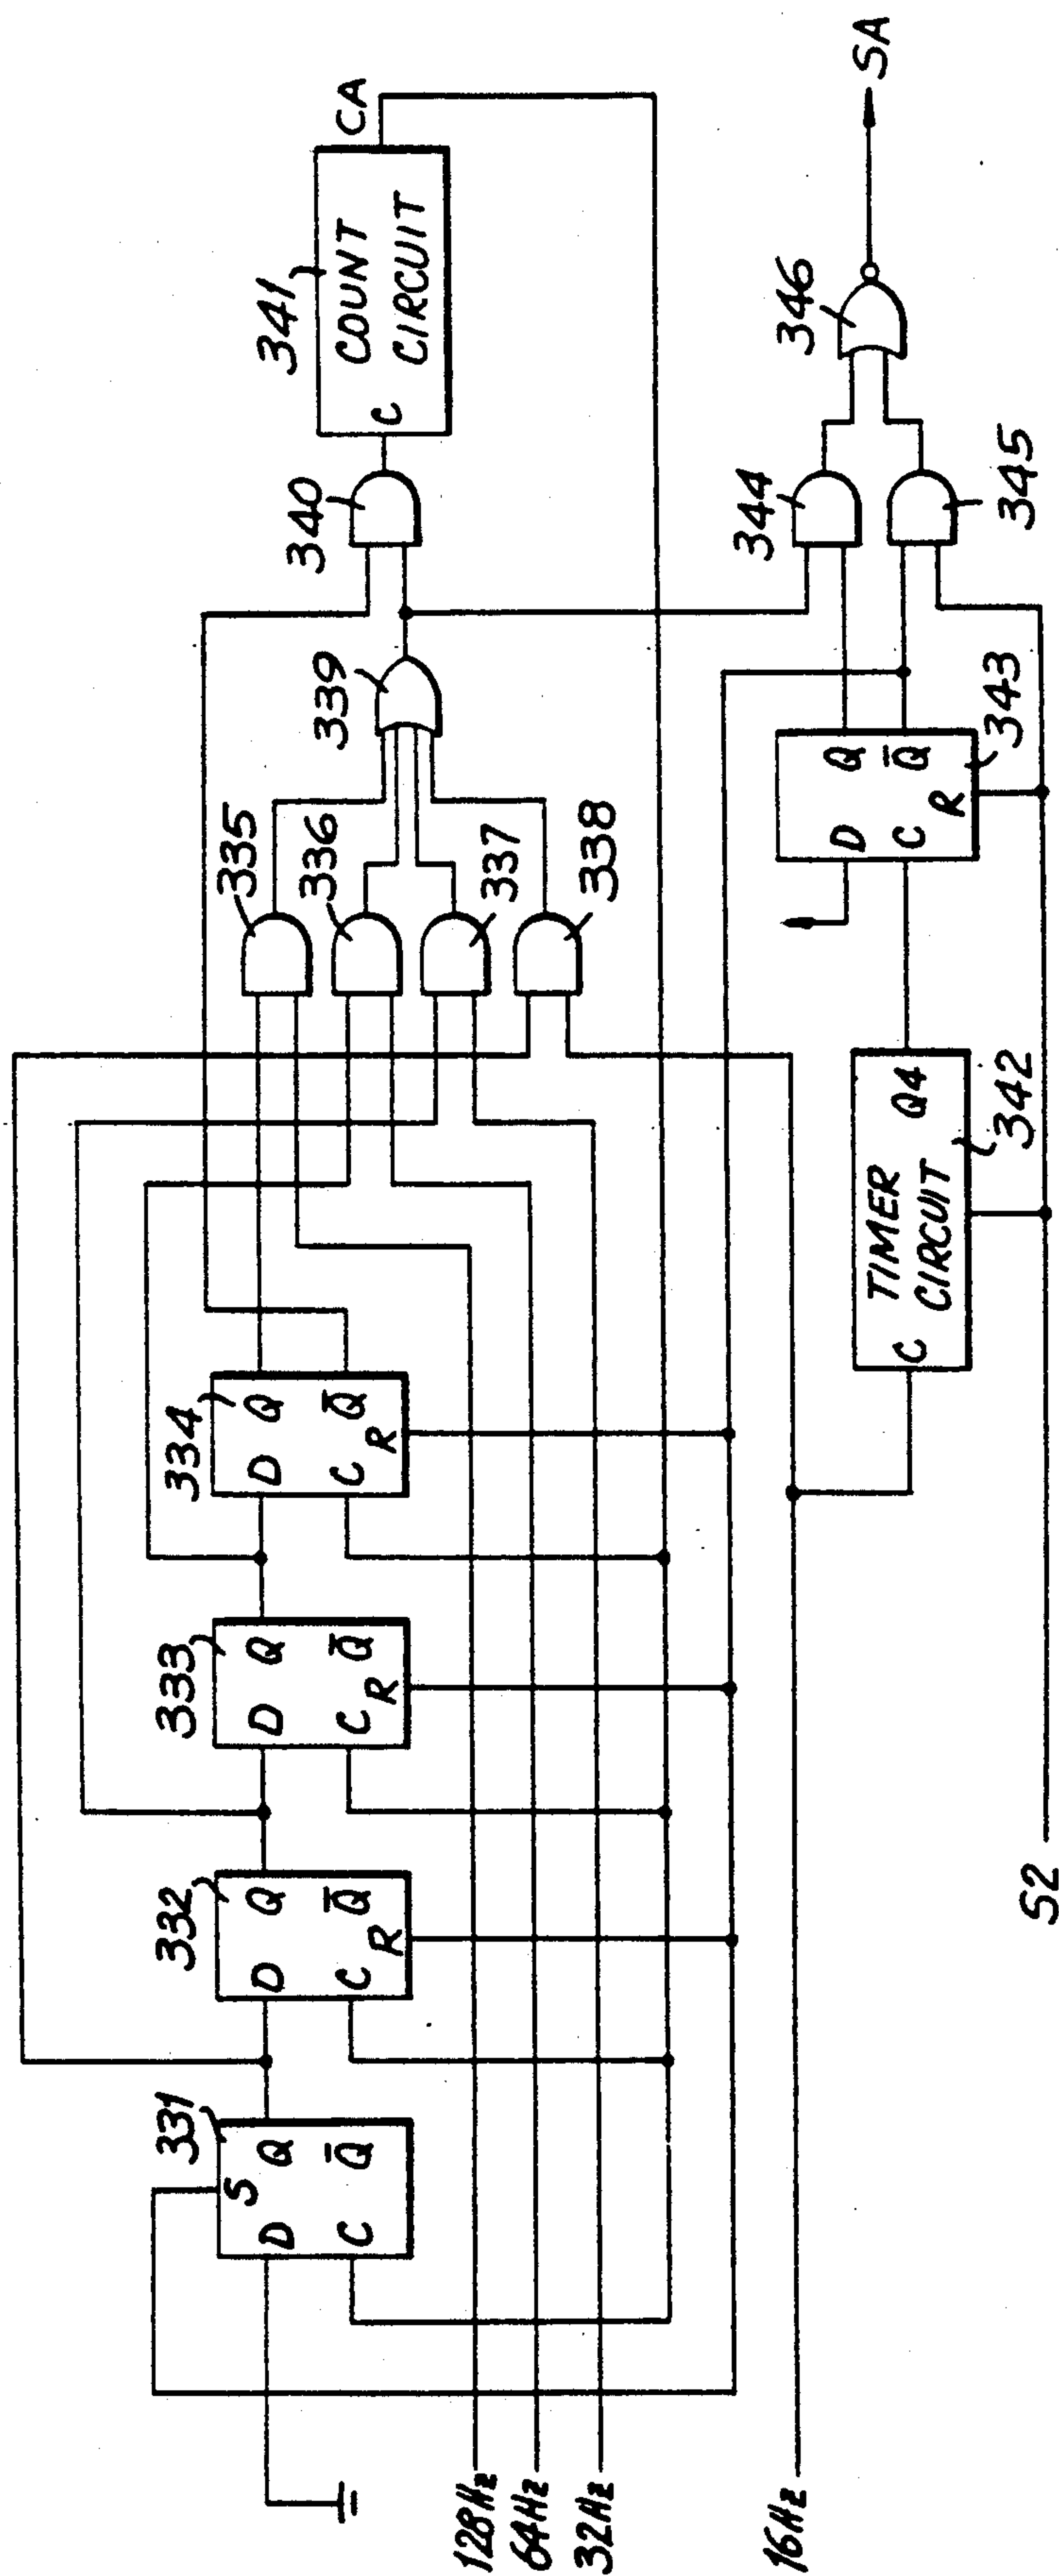 331
S
D Q
C Q̅
332
D Q
C Q̅
R
333
D Q
C Q̅
R
334
D Q
C Q̅
R
335
336
337
338
339
340
341
C COUNT CIRCUIT
CA
128Hz
64Hz
32Hz
16Hz
C TIMER CIRCUIT Q4
342
D Q
C Q̅
R
343
344
345
346
SA
S2